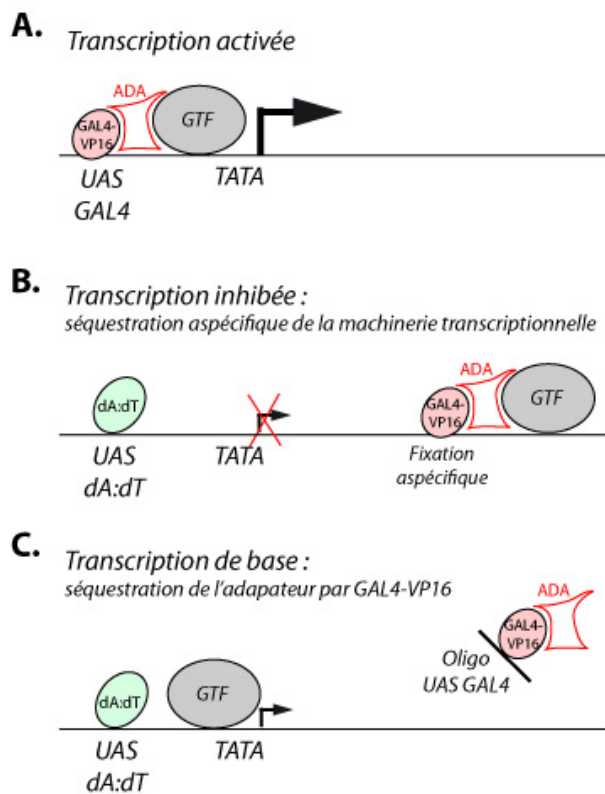 A.
Transcription activée
ADA
GAL4-
VP16
GTF
UAS
GAL4
TATA
B.
Transcription inhibée :
séquestration aspécifique de la machinerie transcriptionnelle
dA:dT
ADA
GAL4-
VP16
GTF
UAS
dA:dT
TATA
Fixation
aspécifique
C.
Transcription de base :
séquestration de l'adapateur par GAL4-VP16
ADA
GAL4-
VP16
Oligo
UAS GAL4
dA:dT
GTF
UAS
dA:dT
TATA